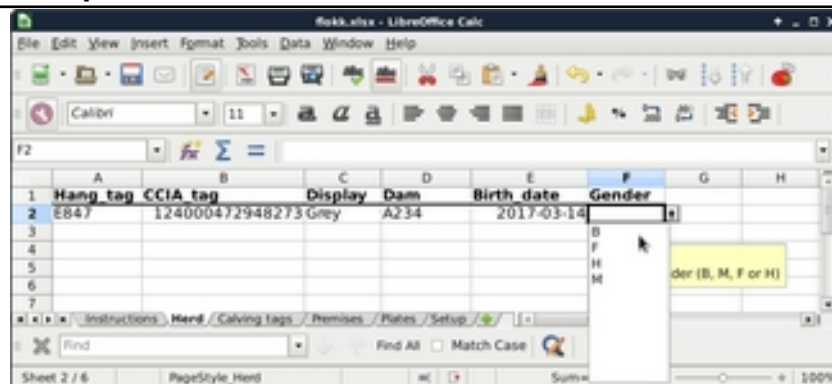 flokk.xlsx - LibreOffice Calc
File Edit View Insert Format Tools Data Window Help
Calibri 11
F2
A B C D E F G H
1 Hang_tag CCIA_tag Display Dam Birth_date Gender
2 E847 124000472948273 Grey A234 2017-03-14
3 B
4 F
5 H der (B, M, F or H)
6 M
7
Instructions Herd Calving tags Premises Plates Setup
Find Find All Match Case
Sheet 2 / 6 PageStyle_Herd Sum= 100%